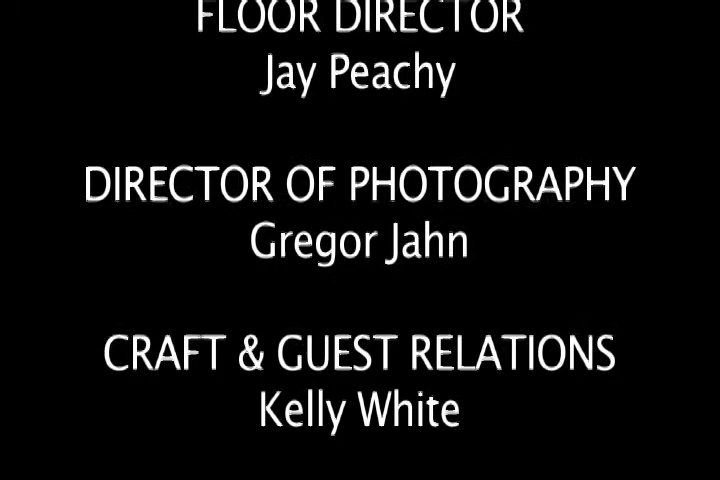 FLOOR DIRECTOR
Jay Peachy
DIRECTOR OF PHOTOGRAPHY
Gregor Jahn
CRAFT & GUEST RELATIONS
Kelly White